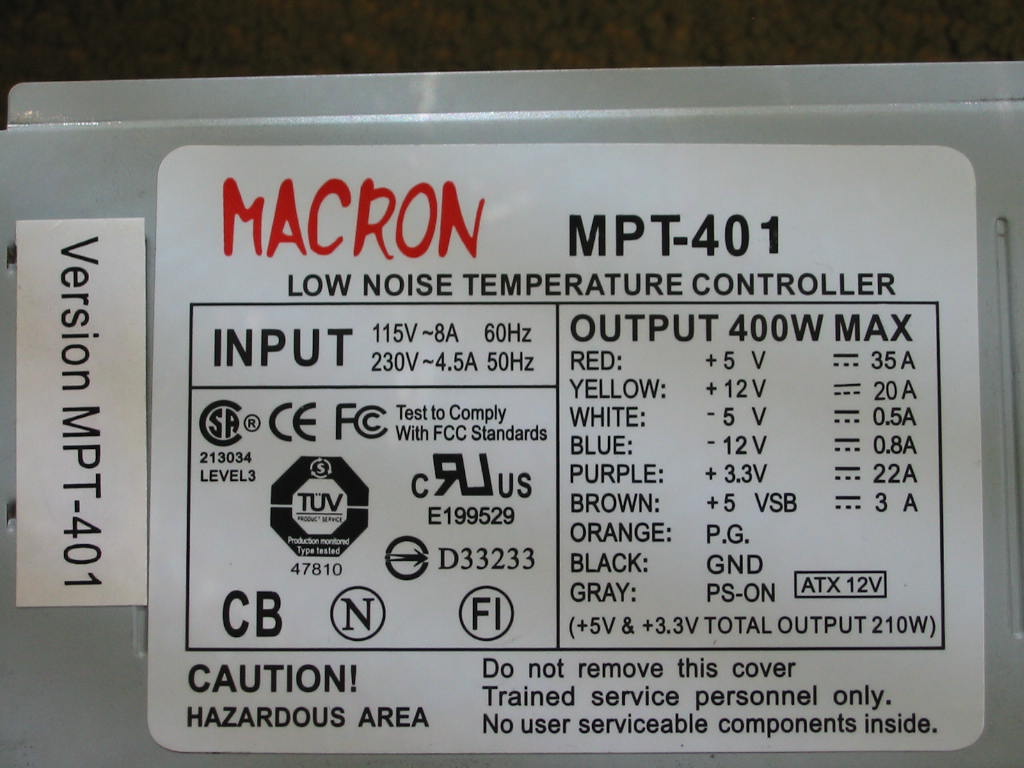 MACRON
MPT-401
LOW NOISE TEMPERATURE CONTROLLER
Version MPT-401
INPUT 115V ~8A 60Hz
230V ~4.5A 50Hz
SA ® CE FC Test to Comply
With FCC Standards
213034
LEVEL3
TÜV
PRODUCT SERVICE
Production monitored
Type tested
47810
C RU US
E199529
D33233
CB N FI
OUTPUT 400W MAX
RED: +5 V 35A
YELLOW: +12V 20A
WHITE: -5 V 0.5A
BLUE: -12V 0.8A
PURPLE: +3.3V 22A
BROWN: +5 VSB 3 A
ORANGE: P.G.
BLACK: GND
GRAY: PS-ON ATX 12V
(+5V & +3.3V TOTAL OUTPUT 210W)
CAUTION!
HAZARDOUS AREA
Do not remove this cover
Trained service personnel only.
No user serviceable components inside.